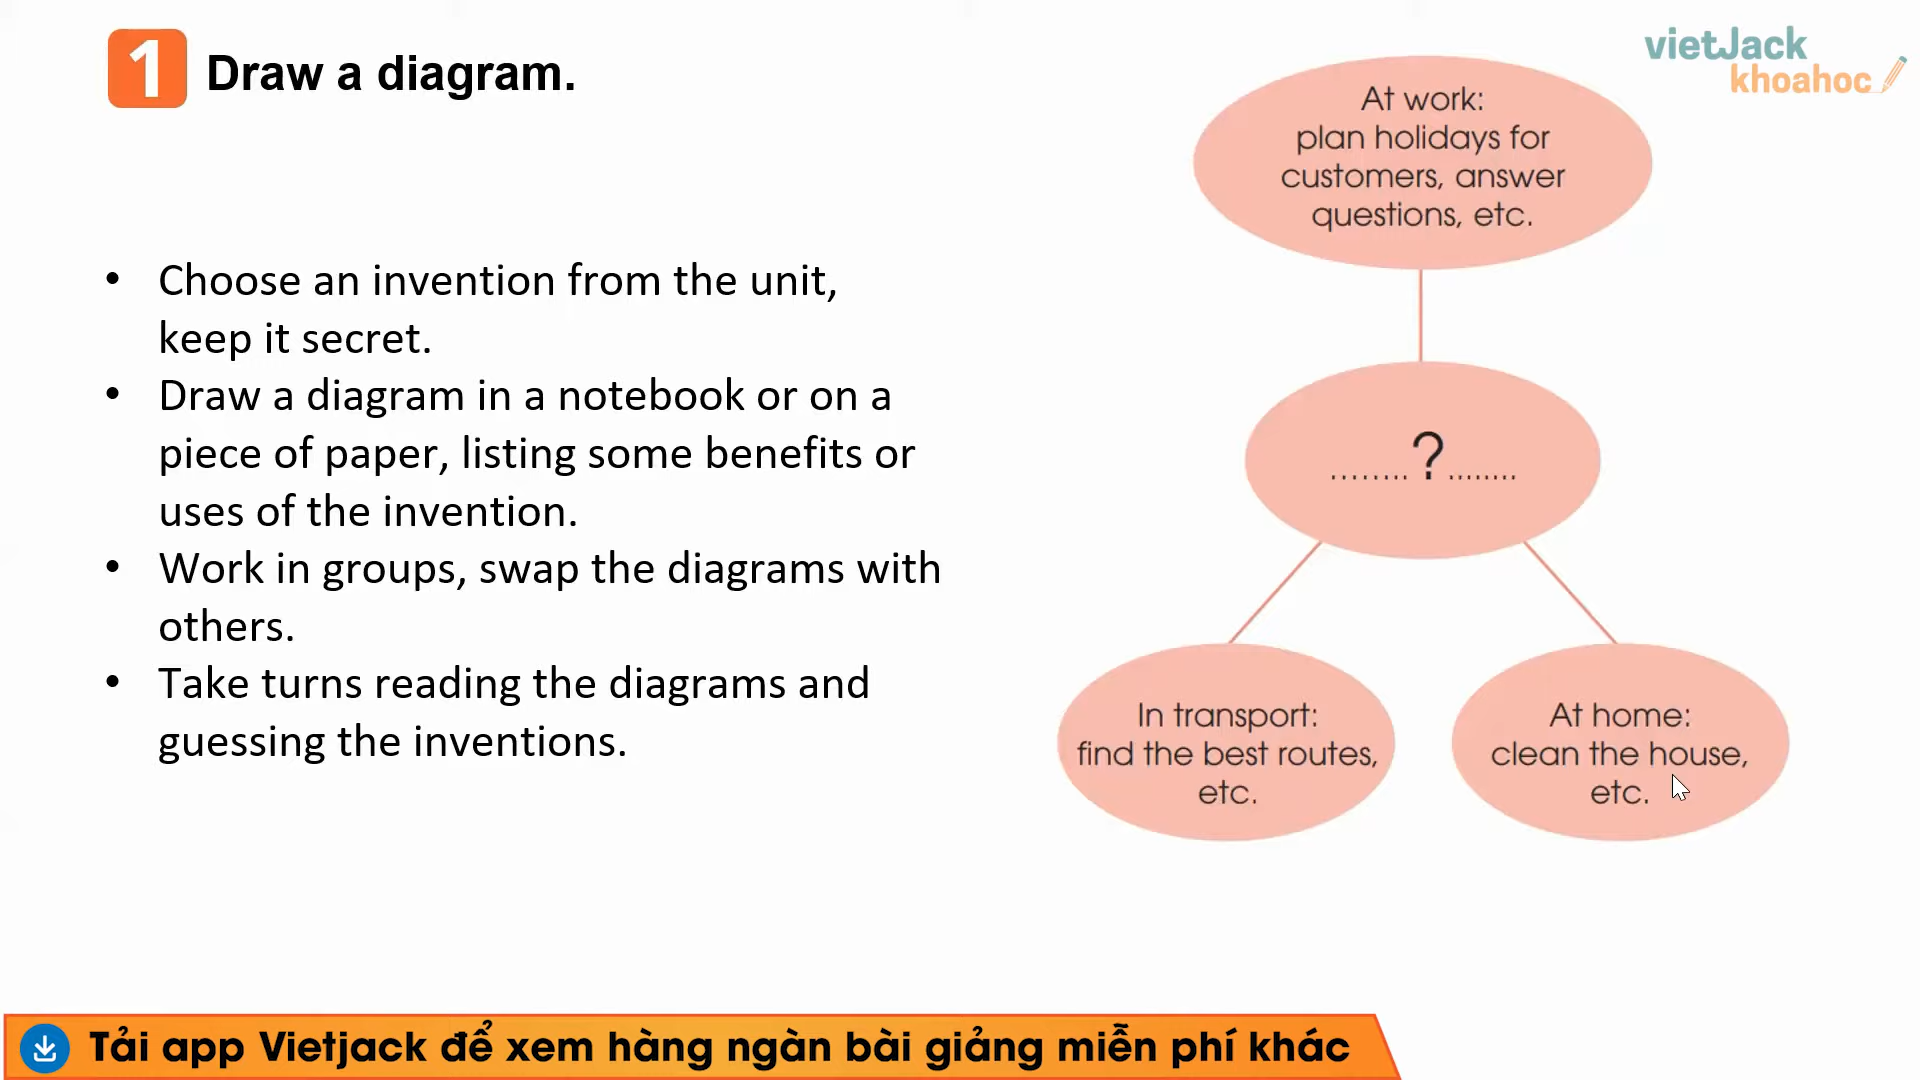 1 Draw a diagram.
vietJack
khoahoc
• Choose an invention from the unit,
keep it secret.
• Draw a diagram in a notebook or on a
piece of paper, listing some benefits or
uses of the invention.
• Work in groups, swap the diagrams with
others.
• Take turns reading the diagrams and
guessing the inventions.
At work:
plan holidays for
customers, answer
questions, etc.
........?........
In transport:
find the best routes,
etc.
At home:
clean the house,
etc.
Tải app Vietjack để xem hàng ngàn bài giảng miễn phí khác